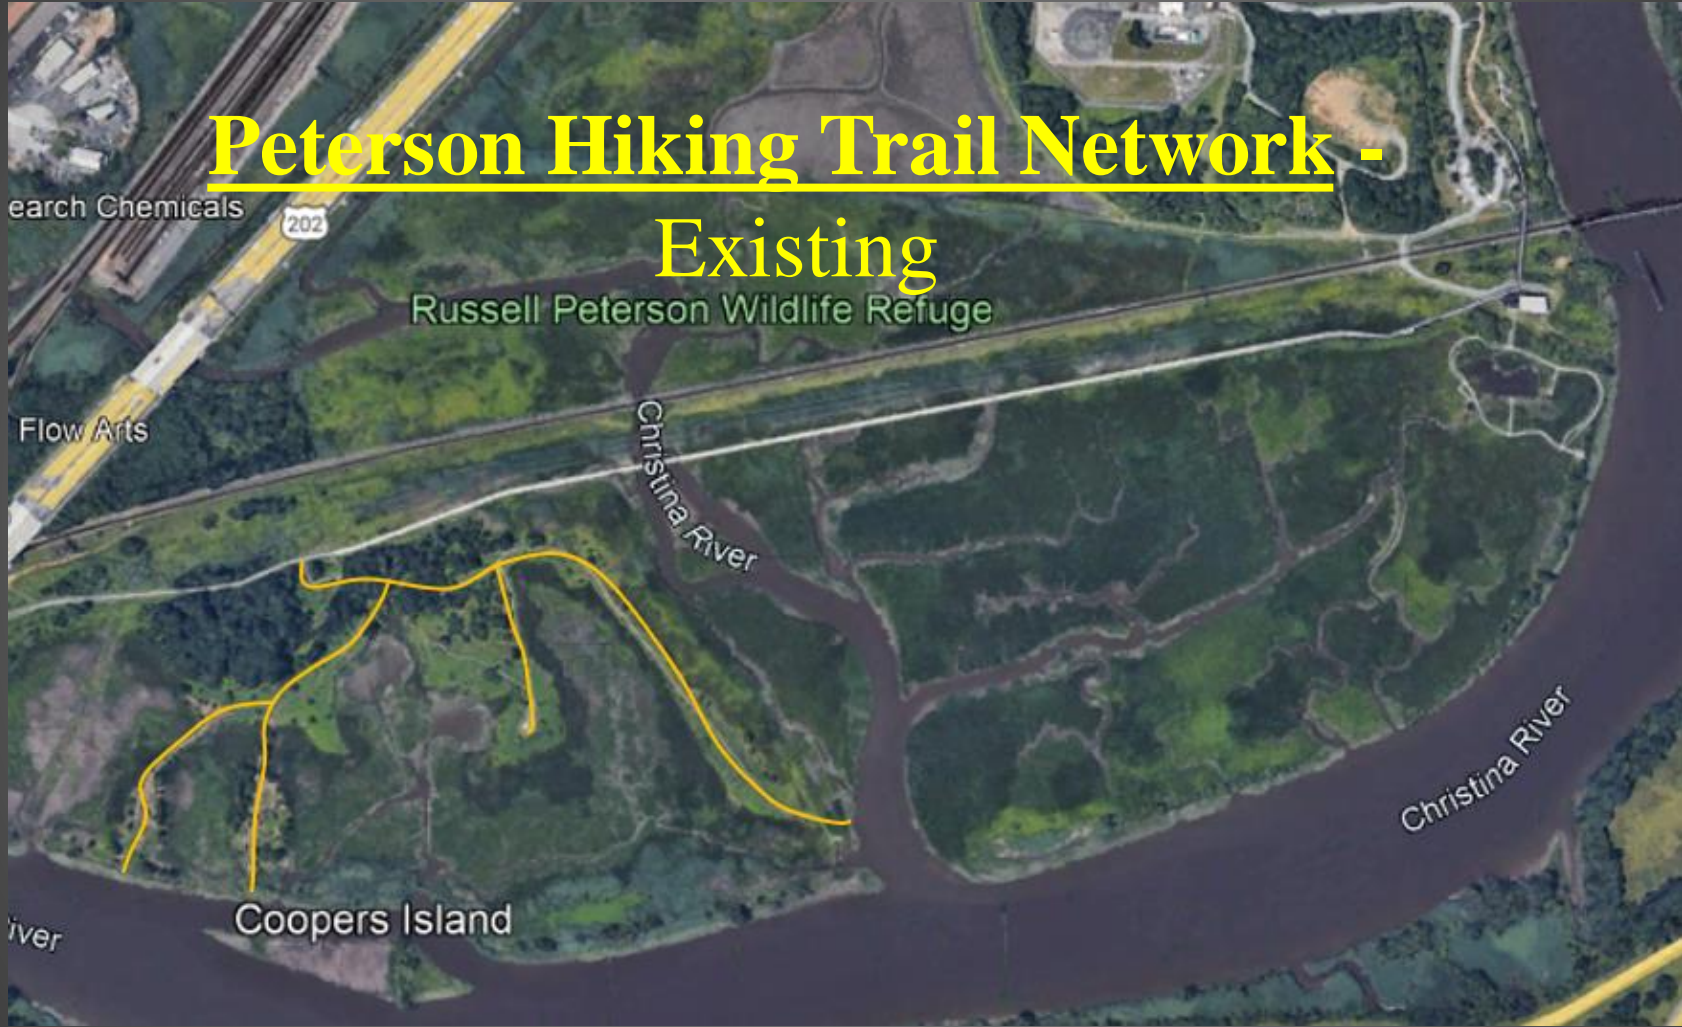 Peterson Hiking Trail Network -
Existing
earch Chemicals
202
Russell Peterson Wildlife Refuge
Flow Arts
Christina River
Christina River
Coopers Island
iver